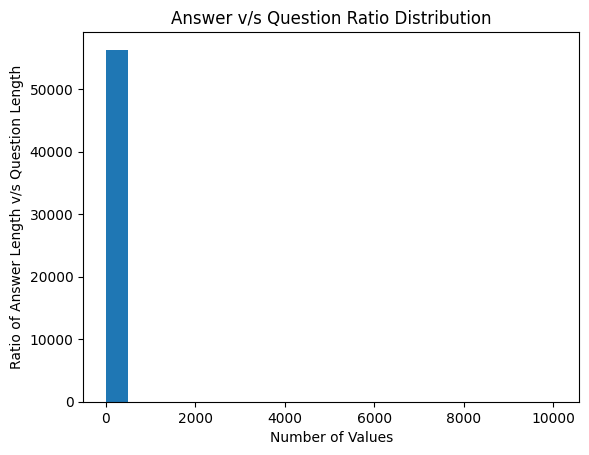 Answer v/s Question Ratio Distribution
Ratio of Answer Length v/s Question Length
50000
40000
30000
20000
10000
0
0 2000 4000 6000 8000 10000
Number of Values